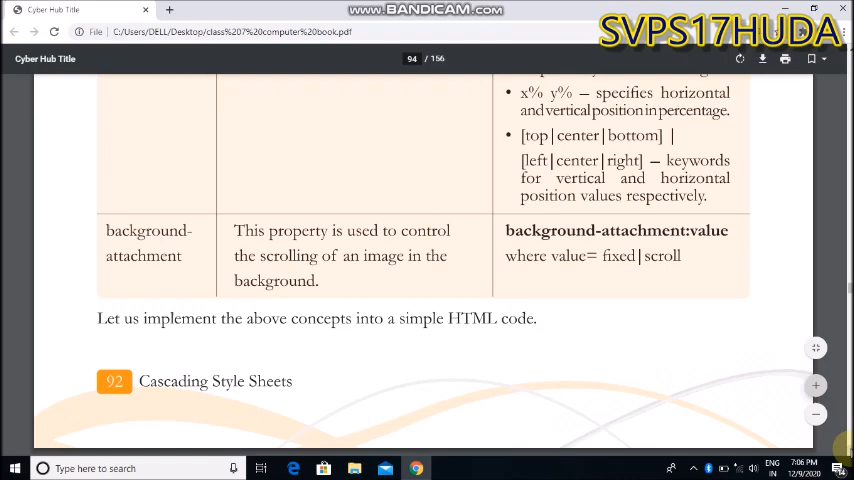 Cyber Hub Title
www.BANDICAM.com
SVPS17HUDA
File
C:/Users/DELL/Desktop/class%207%20computer%20book.pdf
Cyber Hub Title
94 / 156
• x% y% – specifies horizontal
and vertical position in percentage.
• [top|center|bottom] |
[left|center|right] – keywords
for vertical and horizontal
position values respectively.
background-
attachment
This property is used to control
the scrolling of an image in the
background.
background-attachment:value
where value= fixed|scroll
Let us implement the above concepts into a simple HTML code.
92 Cascading Style Sheets
Type here to search
ENG
IN
7:06 PM
12/9/2020
14